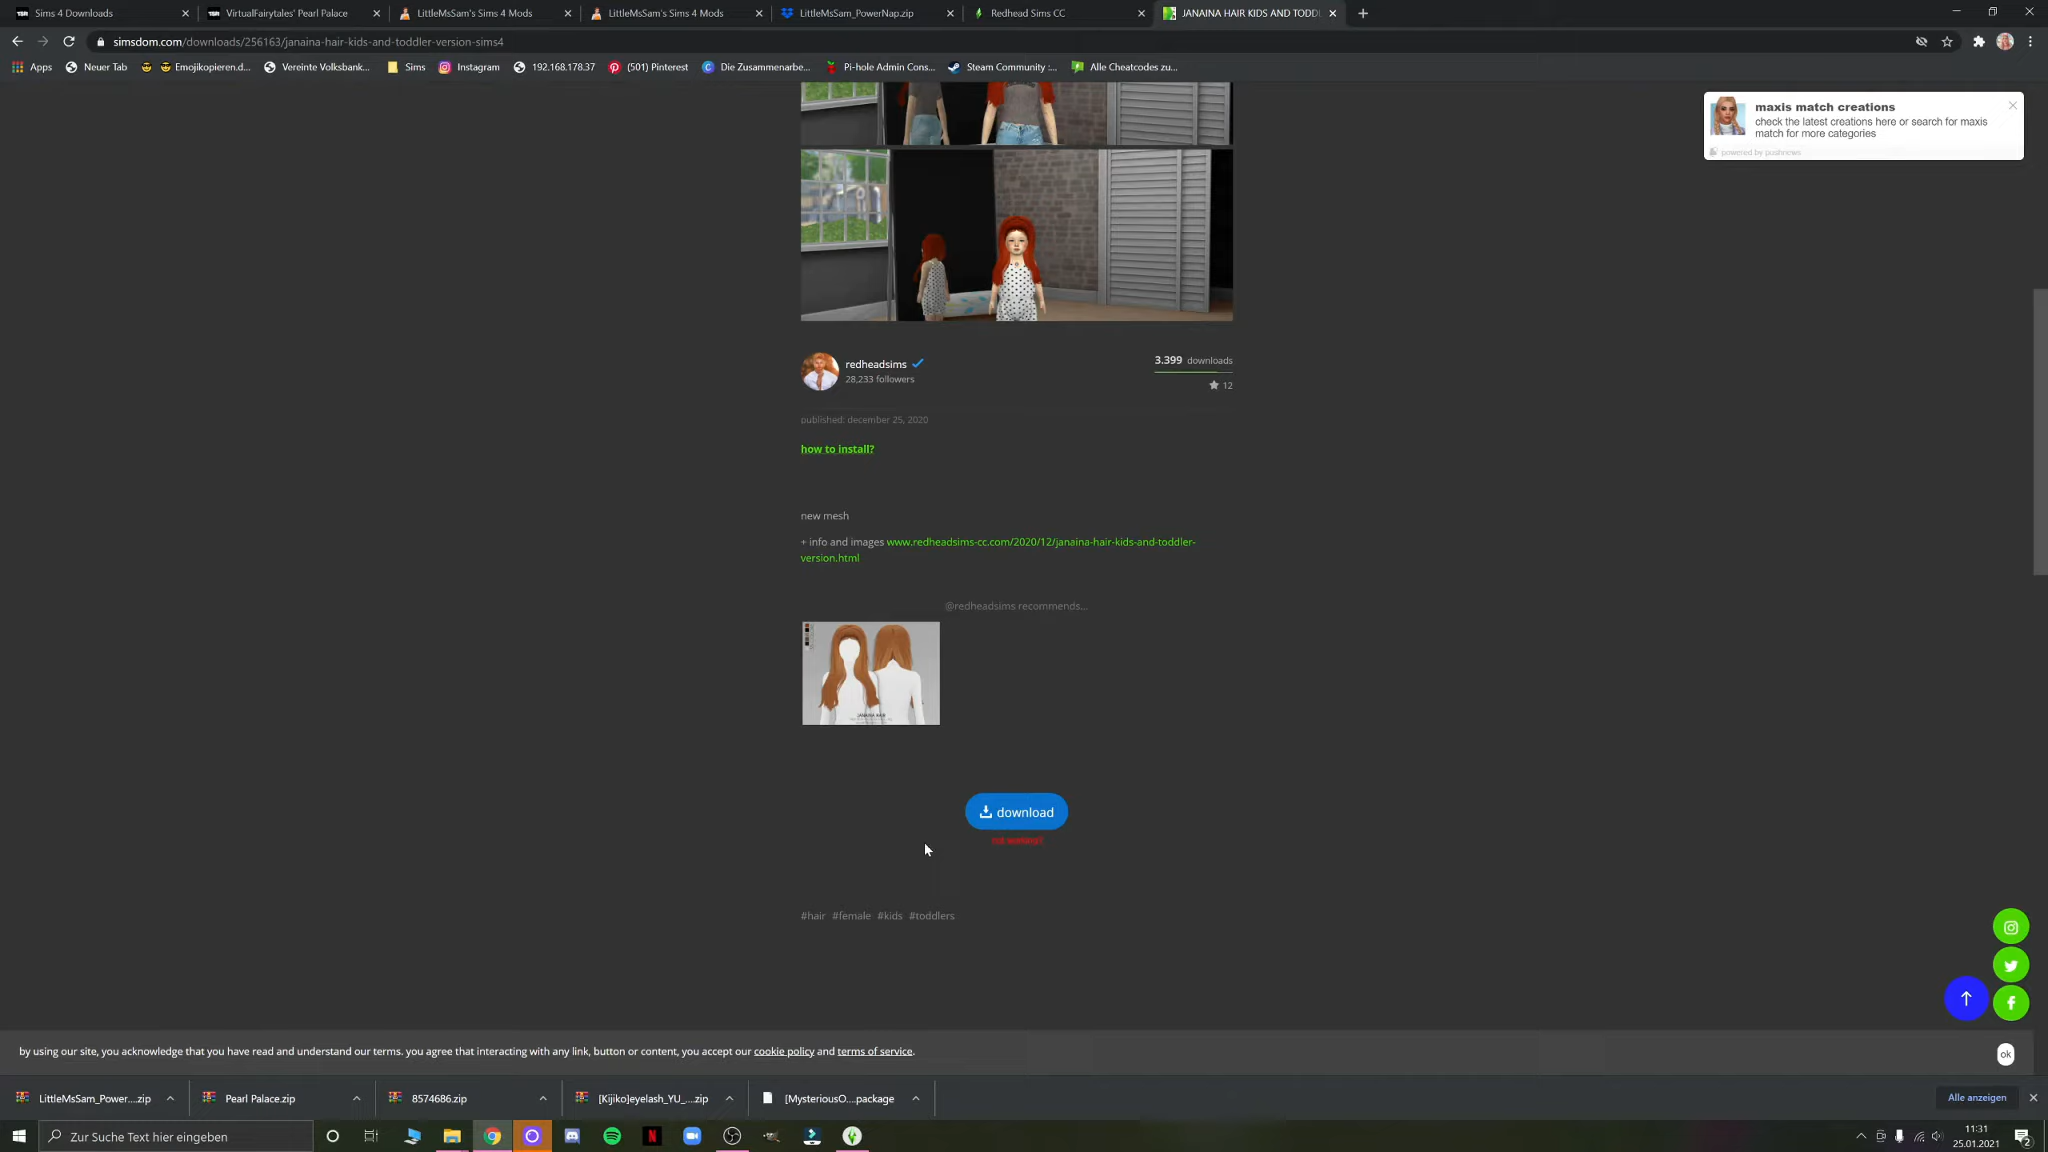 Sims 4 Downloads
VirtualFairytales' Pearl Palace
LittleMsSam's Sims 4 Mods
LittleMsSam's Sims 4 Mods
LittleMsSam_PowerNap.zip
Redhead Sims CC
JANAINA HAIR KIDS AND TODDL
simsdom.com/downloads/256163/janaina-hair-kids-and-toddler-version-sims4
Apps
Neuer Tab
Emojikopieren.d...
Vereinte Volksbank...
Sims
Instagram
192.168.178.37
(501) Pinterest
Die Zusammenarbe...
Pi-hole Admin Cons...
Steam Community :...
Alle Cheatcodes zu...
maxis match creations
check the latest creations here or search for maxis
match for more categories
powered by pushnews
redheadsims
28,233 followers
3.399 downloads
12
published: december 25, 2020
how to install?
new mesh
+ info and images www.redheadsims-cc.com/2020/12/janaina-hair-kids-and-toddler-
version.html
@redheadsims recommends...
JANAINA HAIR
download
not working?
#hair #female #kids #toddlers
by using our site, you acknowledge that you have read and understand our terms. you agree that interacting with any link, button or content, you accept our cookie policy and terms of service.
ok
LittleMsSam_Power....zip
Pearl Palace.zip
8574686.zip
[Kijiko]eyelash_YU_....zip
[MysteriousO....package
Alle anzeigen
Zur Suche Text hier eingeben
11:31
25.01.2021
2